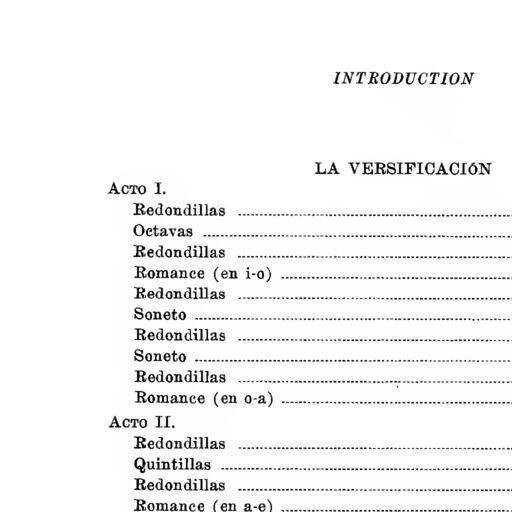 INTRODUCTION
LA VERSIFICACIÓN
ACTO I.
Redondillas
Octavas
Redondillas
Romance (en i-o)
Redondillas
Soneto
Redondillas
Soneto
Redondillas
Romance (en o-a)
ACTO II.
Redondillas
Quintillas
Redondillas
Romance (en a-e)